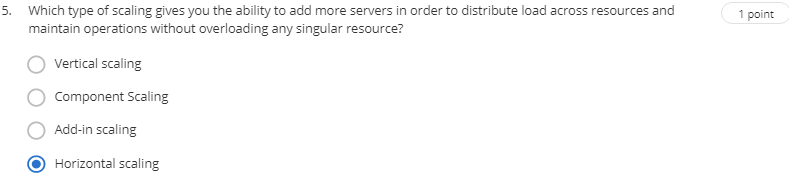 5. Which type of scaling gives you the ability to add more servers in order to distribute load across resources and
1 point
maintain operations without overloading any singular resource?
Vertical scaling
Component Scaling
Add-in scaling
Horizontal scaling